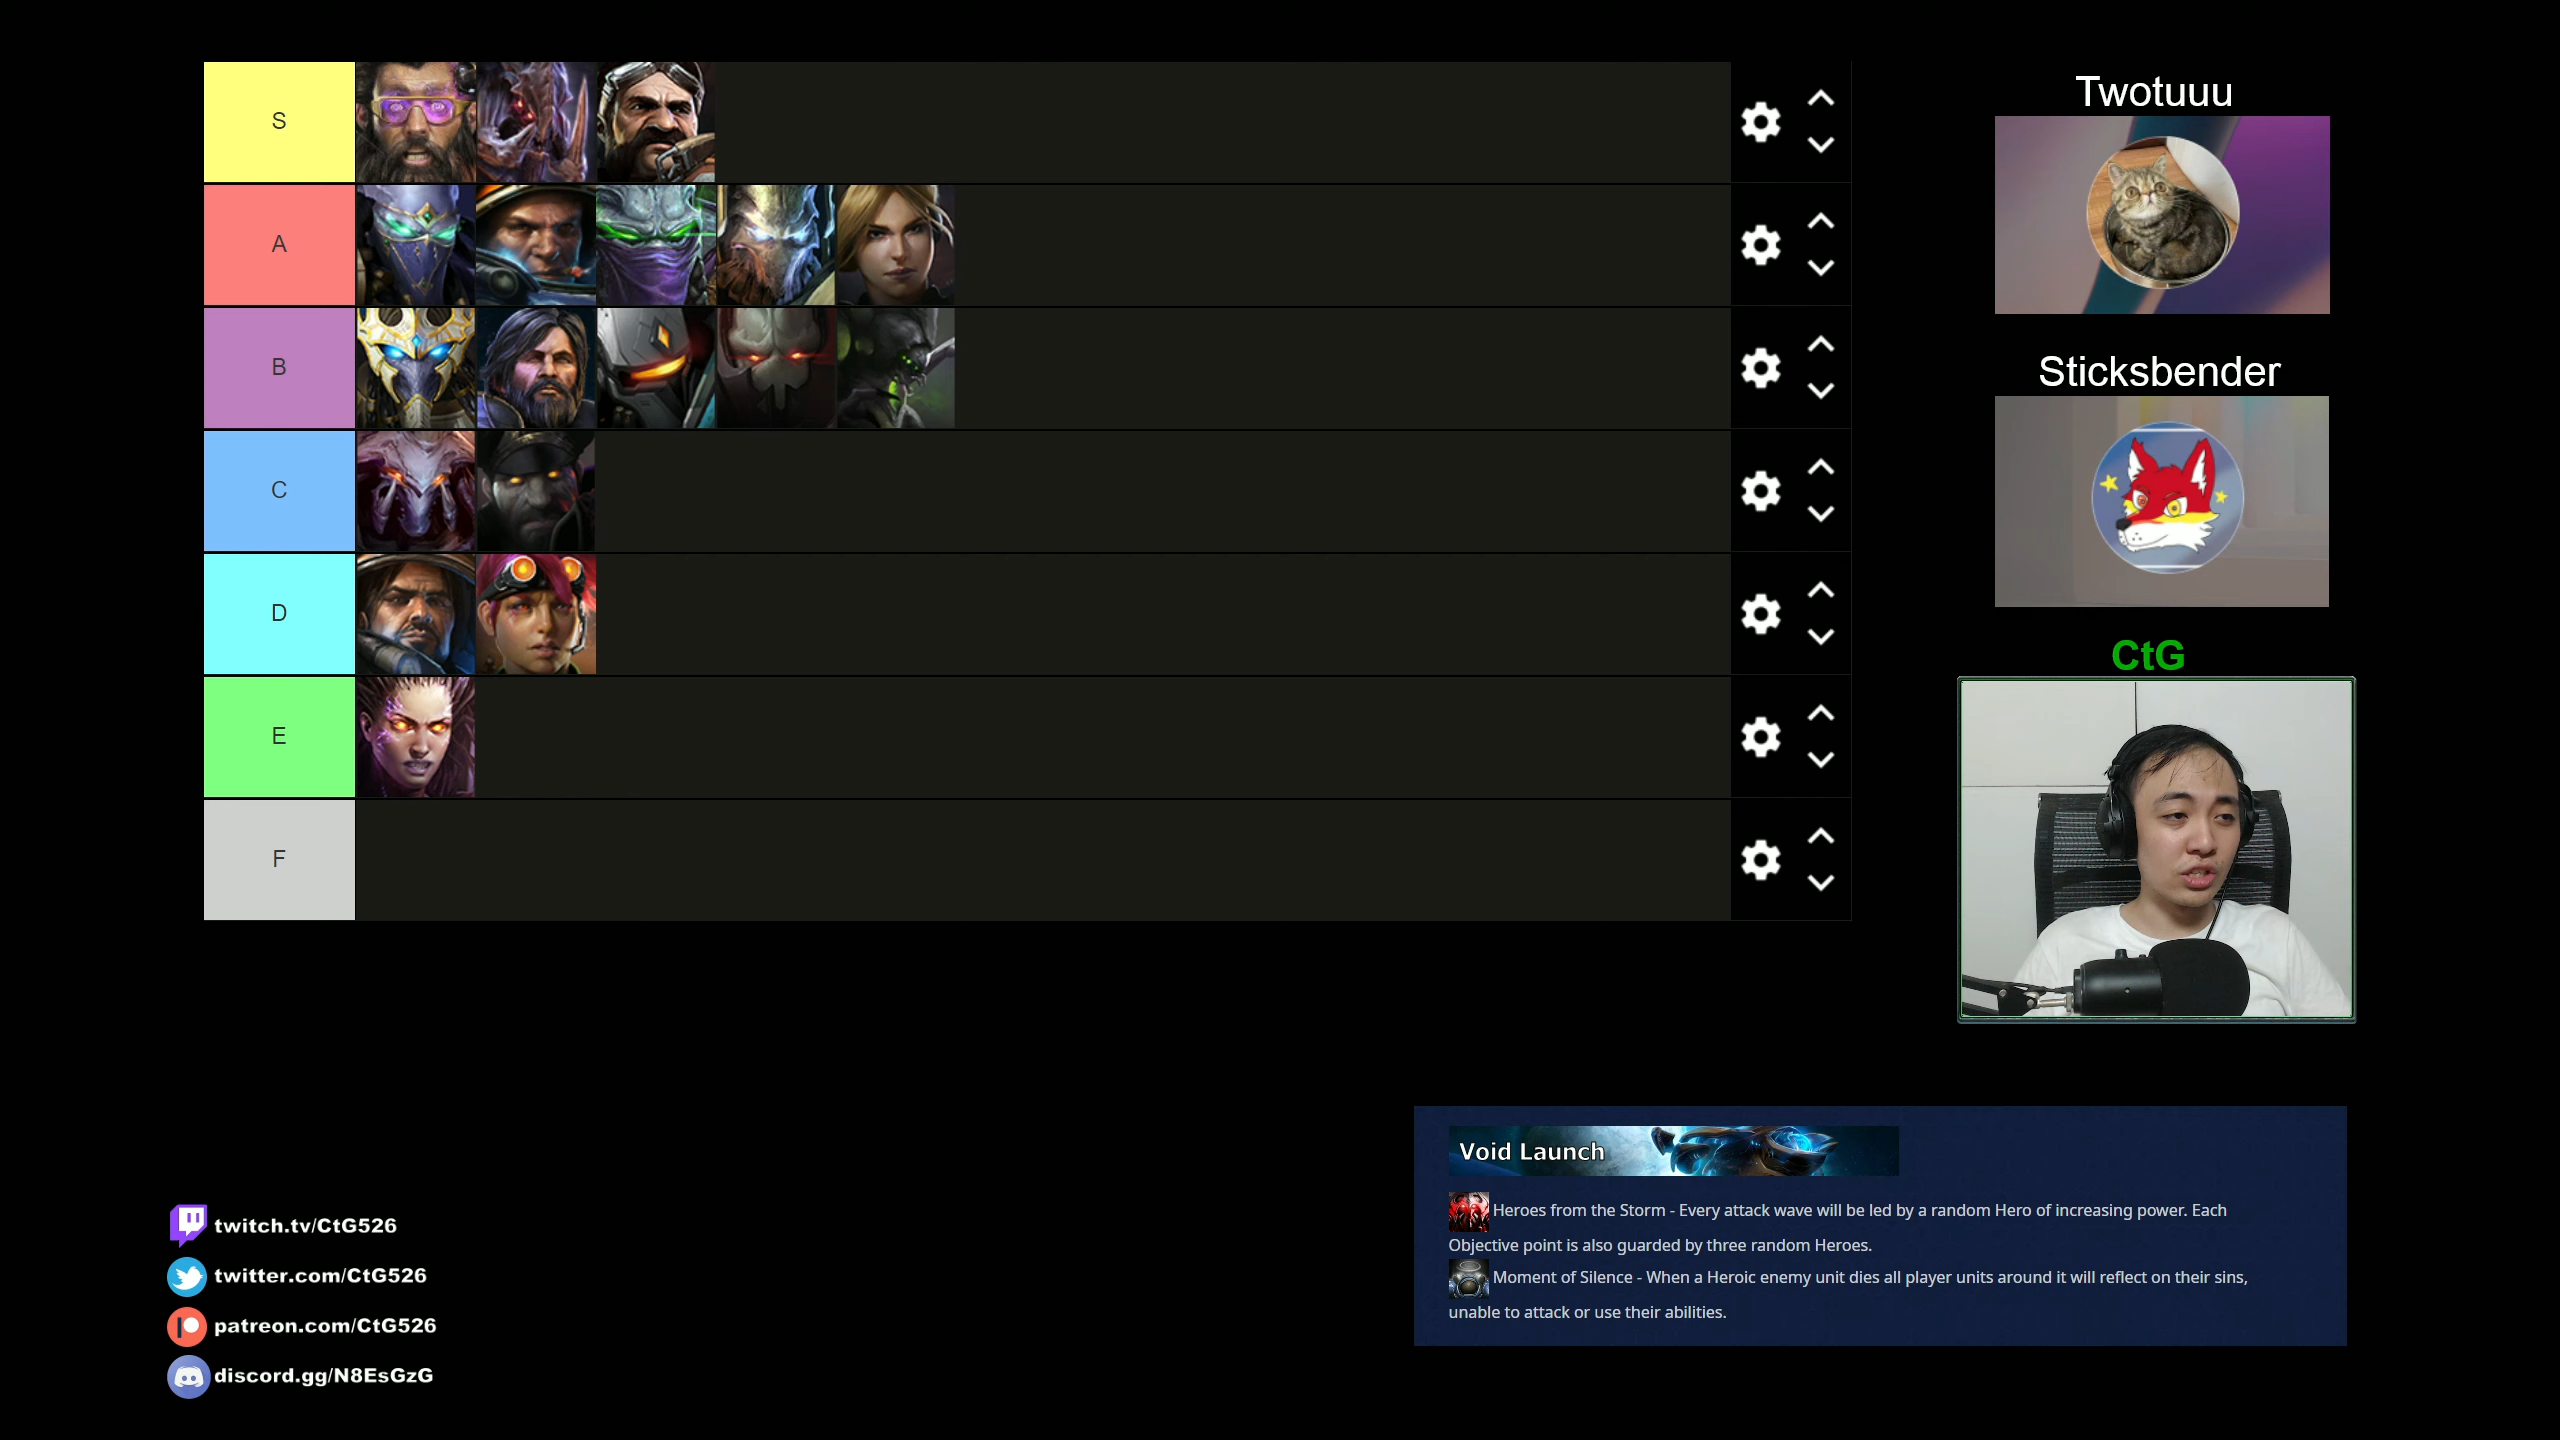 S
A
B
C
D
E
F
Twotuuu
Sticksbender
CtG
Void Launch
Heroes from the Storm - Every attack wave will be led by a random Hero of increasing power. Each
Objective point is also guarded by three random Heroes.
Moment of Silence - When a Heroic enemy unit dies all player units around it will reflect on their sins,
unable to attack or use their abilities.
twitch.tv/CtG526
twitter.com/CtG526
patreon.com/CtG526
discord.gg/N8EsGzG